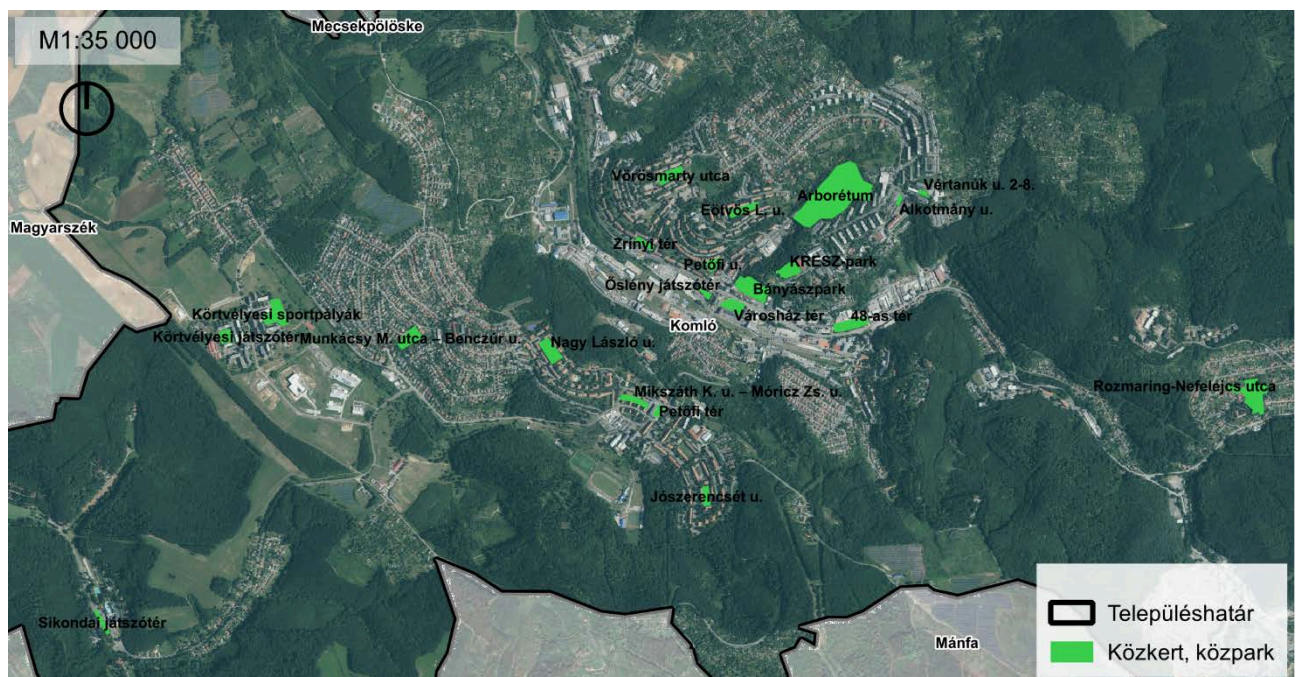 Mecsekpölöske
M1:35 000
Vörösmarty utca
Arborétum
Vértanúk u. 2-8.
Eötvös L. u.
Alkotmány u.
Magyarszék
Zrínyi tér
Petőfi u.
KRESZ-park
Őslény játszótér
Bányászpark
Városház tér
Körtvélyesi sportpályák
Komló
48-as tér
Körtvélyesi játszótér
Munkácsy M. utca – Benczúr u.
Nagy László u.
Rozmaring-Nefelejcs utca
Mikszáth K. u. – Móricz Zs. u.
Petőfi tér
Jószerencsét u.
Sikondai játszótér
Mánfa
Településhatár
Közkert, közpark